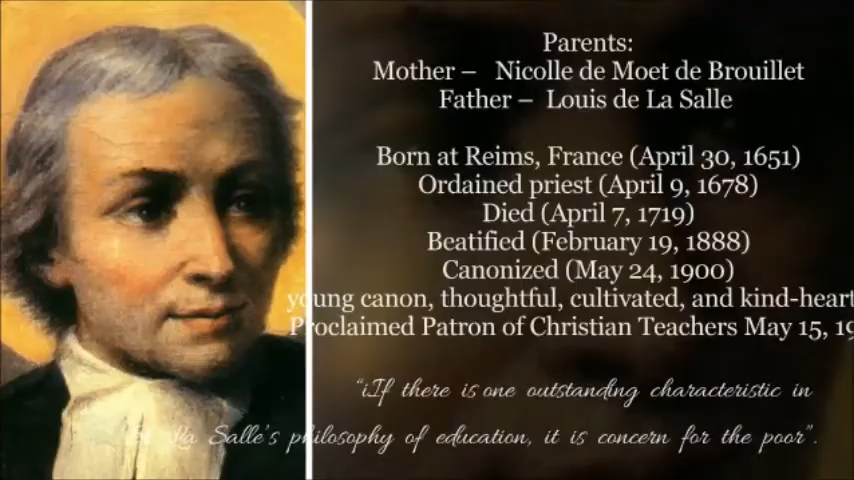 Parents:
Mother – Nicolle de Moet de Brouillet
Father – Louis de La Salle
Born at Reims, France (April 30, 1651)
Ordained priest (April 9, 1678)
Died (April 7, 1719)
Beatified (February 19, 1888)
Canonized (May 24, 1900)
young canon, thoughtful, cultivated, and kind-heart
Proclaimed Patron of Christian Teachers May 15, 19
“iIf there is one outstanding characteristic in
La Salle's philosophy of education, it is concern for the poor”.